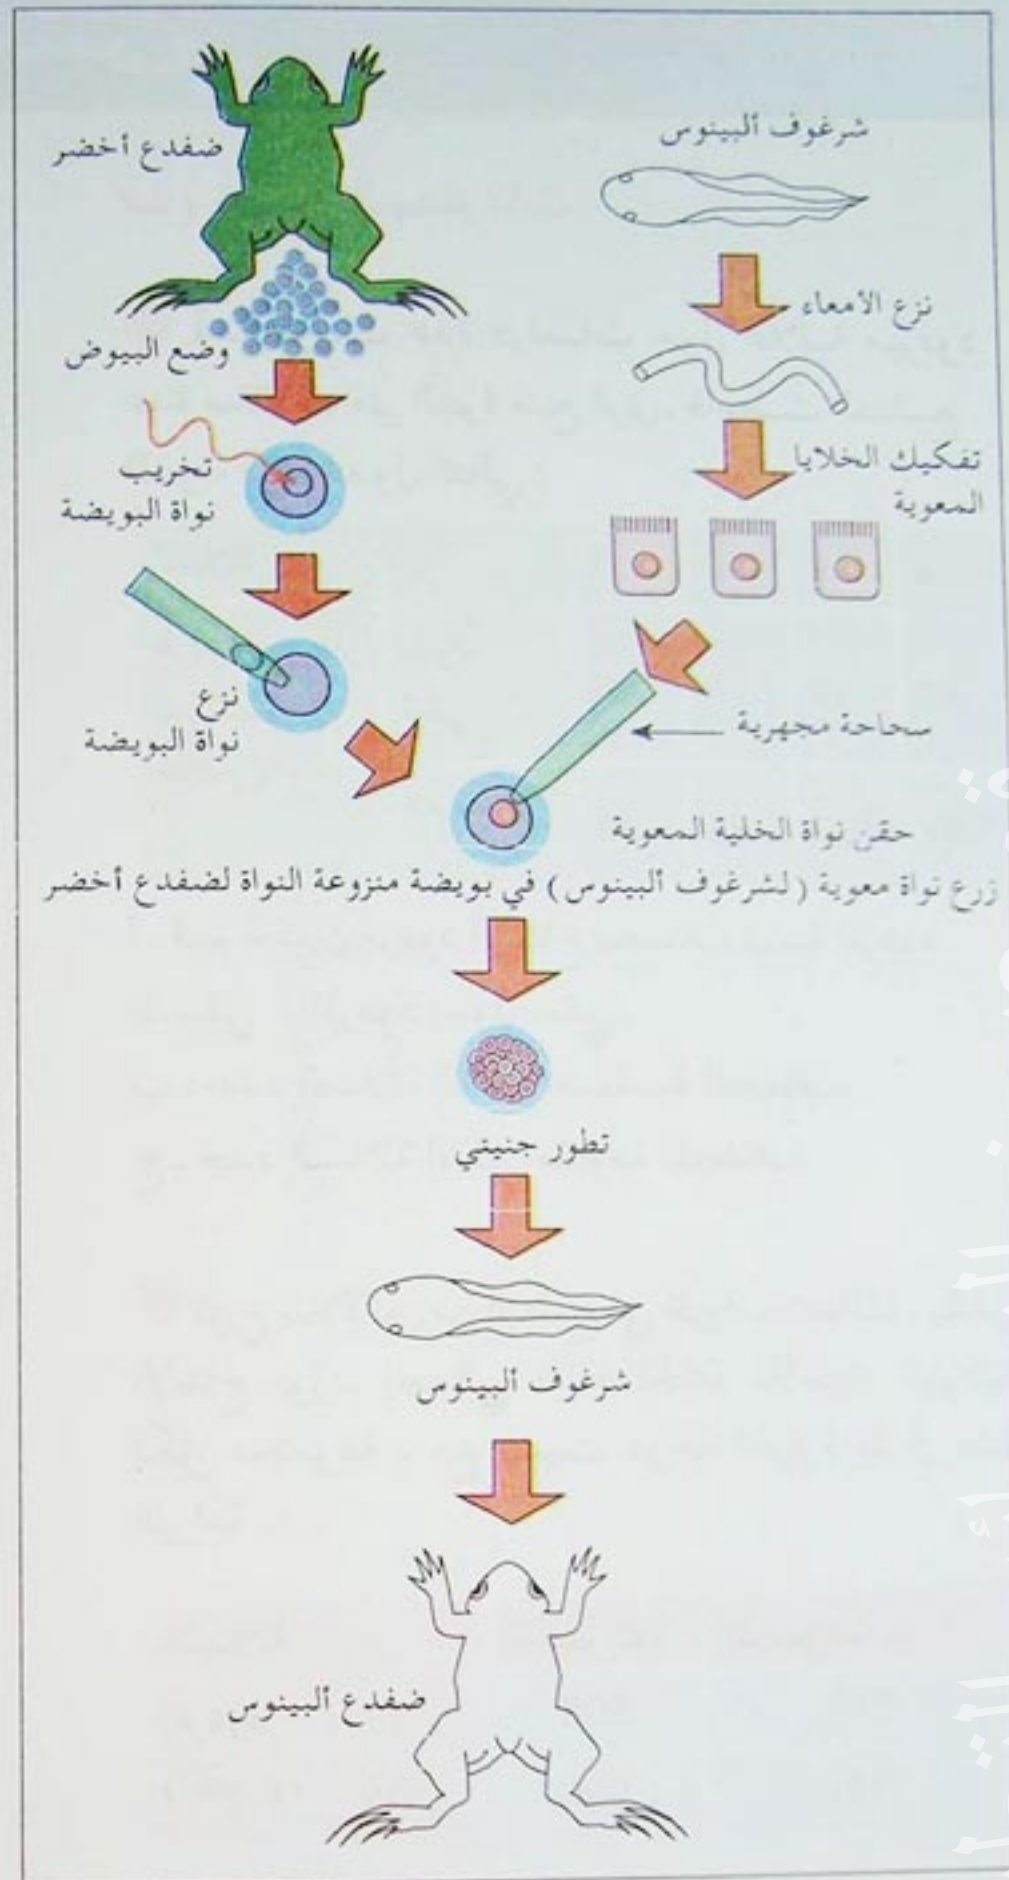 ضفدع أخضر
وضع البيوض
تخريب
نواة البويضة
نزع
نواة البويضة
شرغوف ألبينوس
نزع الأمعاء
تفكيك الخلايا
المعوية
سحاحة مجهرية
حقن نواة الخلية المعوية
زرع نواة معوية (لشرغوف ألبينوس) في بويضة منزوعة النواة لضفدع أخضر
تطور جنيني
شرغوف ألبينوس
ضفدع ألبينوس